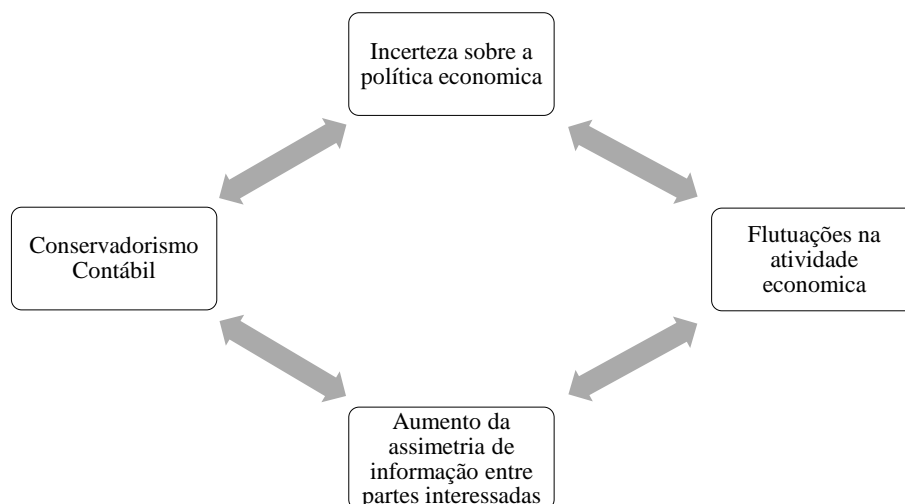 Incerteza sobre a
política economica
Conservadorismo
Contábil
Flutuações na
atividade
economica
Aumento da
assimetria de
informação entre
partes interessadas